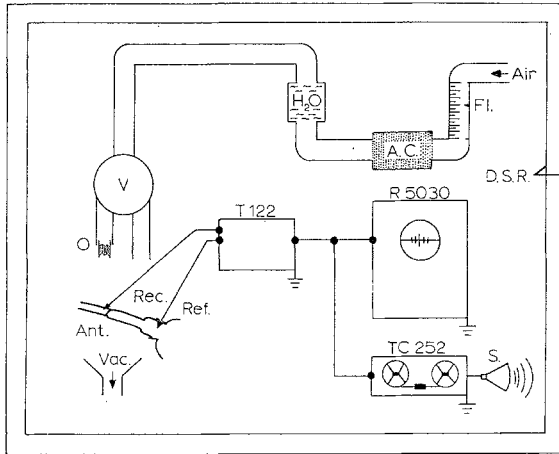 Air
H₂O
Fl.
A.C.
V
D.S.R.
R 5030
T 122
O
Rec.
Ref.
Ant.
Vac.
TC 252
S.